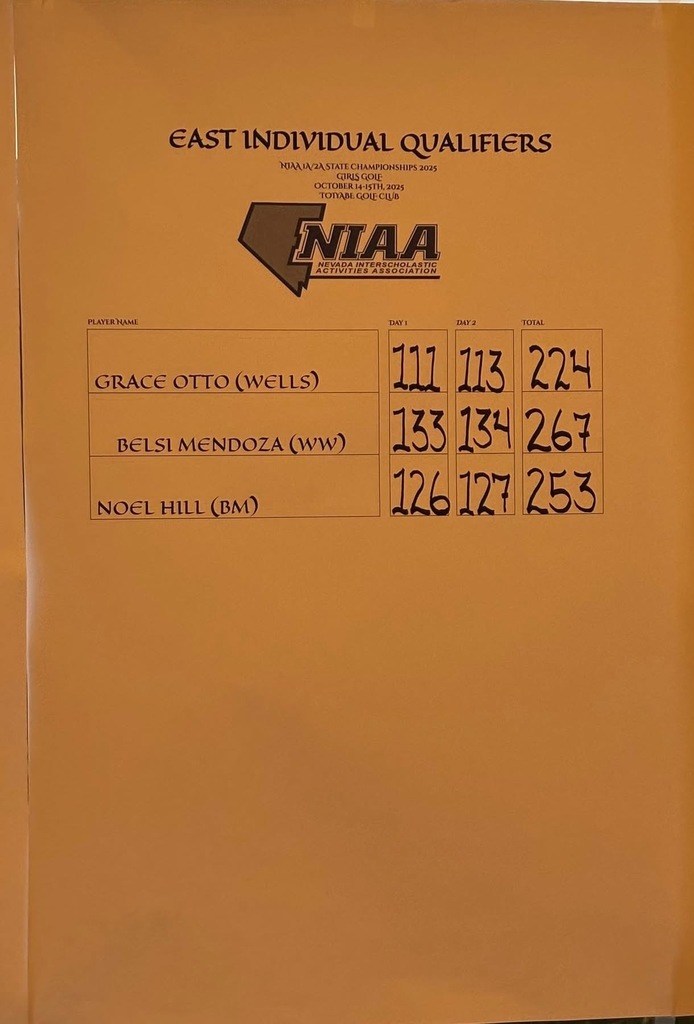 EAST INDIVIDUAL QUALIFIERS
NIAA 1A/2A STATE CHAMPIONSHIPS 2025
GIRLS GOLF
OCTOBER 14-15TH, 2025
TOIYABE GOLF CLUB
NIAA
NEVADA INTERSCHOLASTIC
ACTIVITIES ASSOCIATION
PLAYER NAME DAY 1 DAY 2 TOTAL
GRACE OTTO (WELLS) 111 113 224
BELSI MENDOZA (WW) 133 134 267
NOEL HILL (BM) 126 127 253